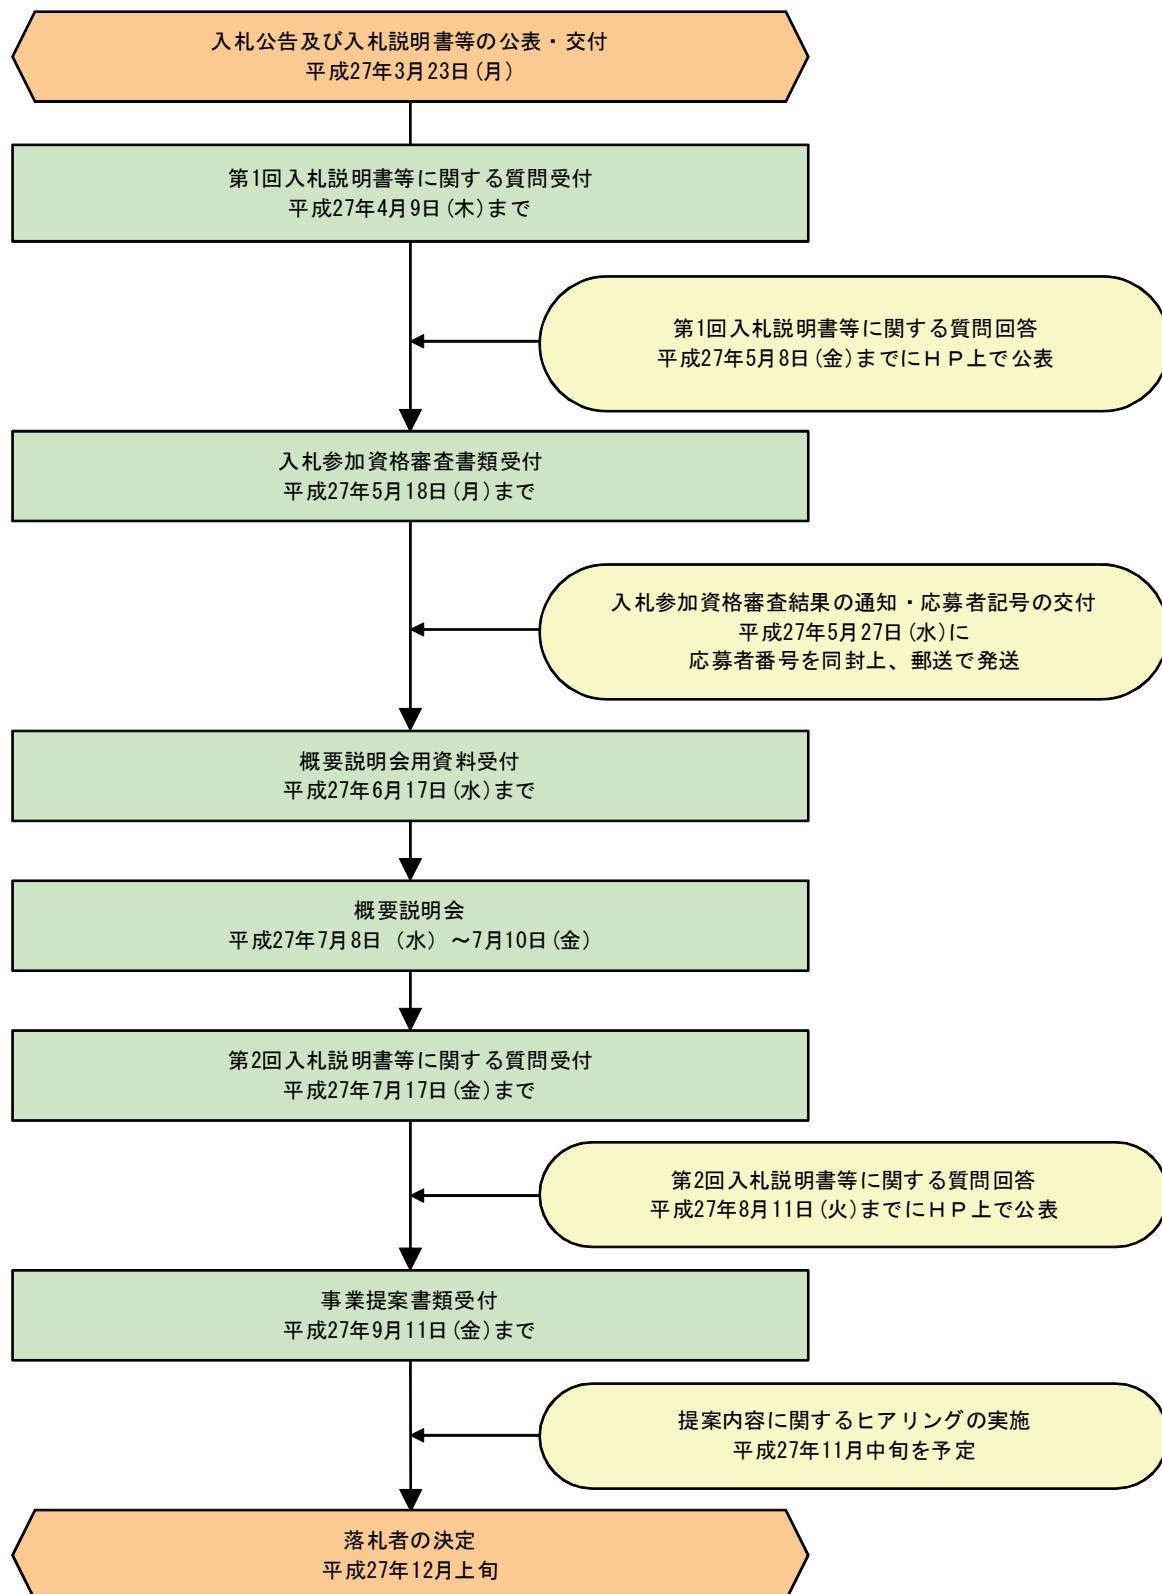 入札公告及び入札説明書等の公表・交付
平成27年3月23日(月)
第1回入札説明書等に関する質問受付
平成27年4月9日(木)まで
第1回入札説明書等に関する質問回答
平成27年5月8日(金)までにＨＰ上で公表
入札参加資格審査書類受付
平成27年5月18日(月)まで
入札参加資格審査結果の通知・応募者記号の交付
平成27年5月27日(水)に
応募者番号を同封上、郵送で発送
概要説明会用資料受付
平成27年6月17日(水)まで
概要説明会
平成27年7月8日（水）～7月10日(金)
第2回入札説明書等に関する質問受付
平成27年7月17日(金)まで
第2回入札説明書等に関する質問回答
平成27年8月11日(火)までにＨＰ上で公表
事業提案書類受付
平成27年9月11日(金)まで
提案内容に関するヒアリングの実施
平成27年11月中旬を予定
落札者の決定
平成27年12月上旬